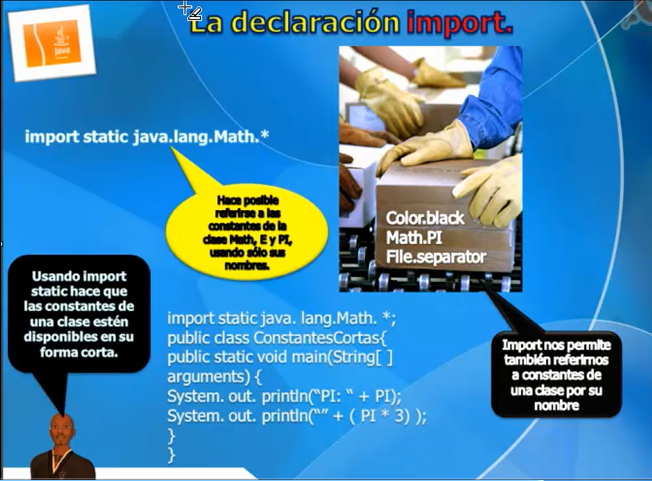 La declaración import.
Java
import static java.lang.Math.*
Hace posible
referirse a las
constantes de la
clase Math, E y PI,
usando sólo sus
nombres.
Color.black
Math.PI
File.separator
Usando import
static hace que
las constantes de
una clase estén
disponibles en su
forma corta.
import static java. lang.Math. *;
public class ConstantesCortas{
public static void main(String[ ]
arguments) {
System. out. println(“PI: “ + PI);
System. out. println(“” + ( PI * 3) );
}
}
Import nos permite
también referirnos
a constantes de
una clase por su
nombre